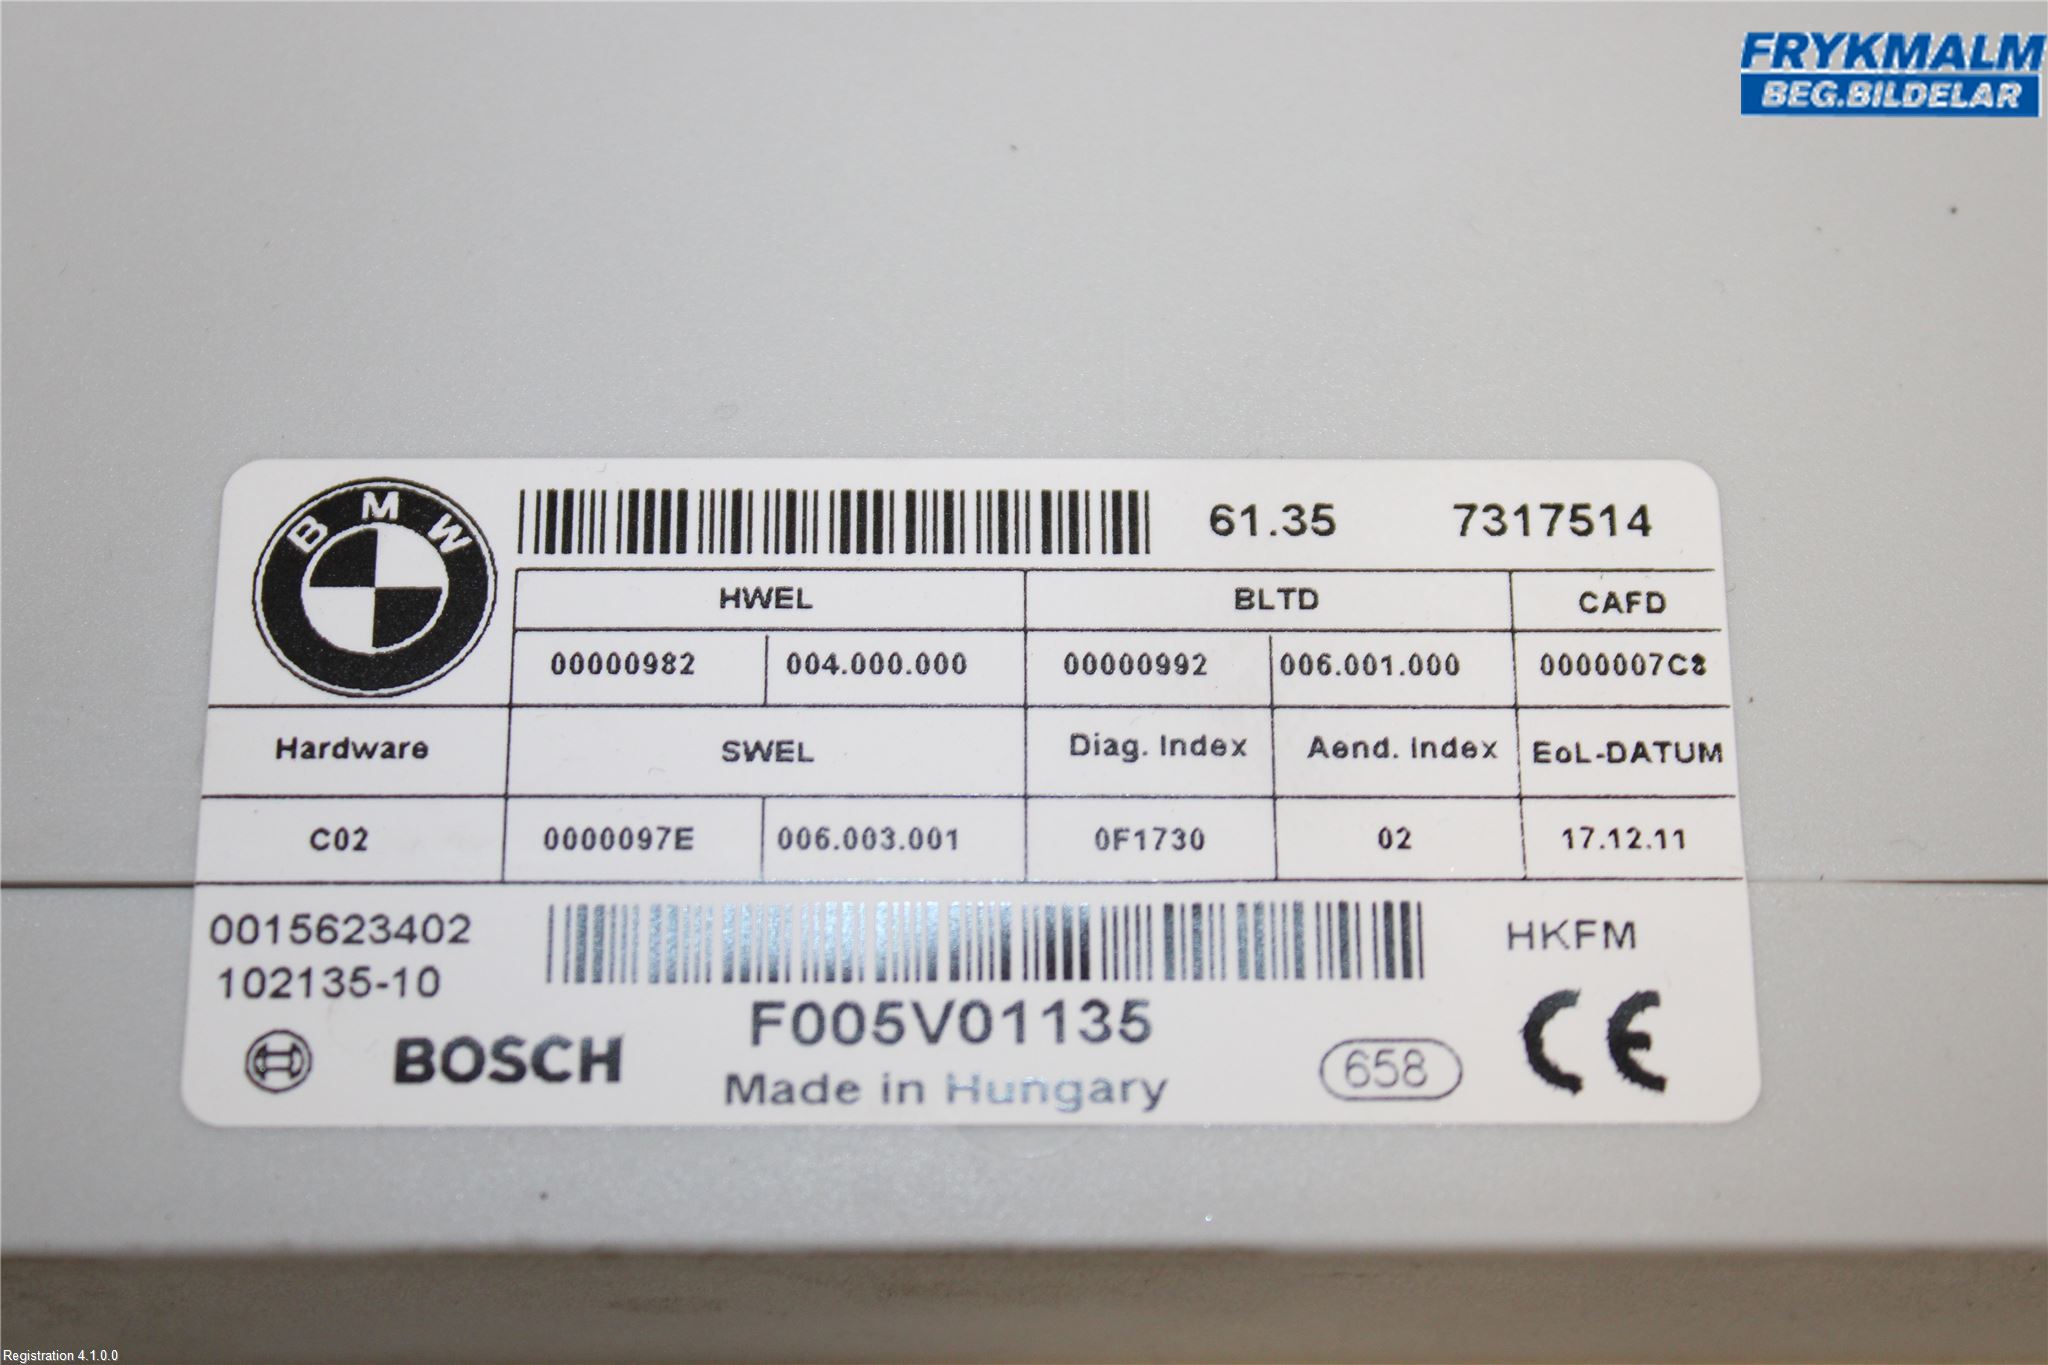 FRYKMALM
BEG.BILDELAR
BMW
61.35 7317514
HWEL BLTD CAFD
00000982 004.000.000 00000992 006.001.000 0000007C8
Hardware SWEL Diag. Index Aend. Index EoL-DATUM
C02 0000097E 006.003.001 0F1730 02 17.12.11
0015623402 HKFM
102135-10
F005V01135
BOSCH 658 CE
Made in Hungary
Registration 4.1.0.0